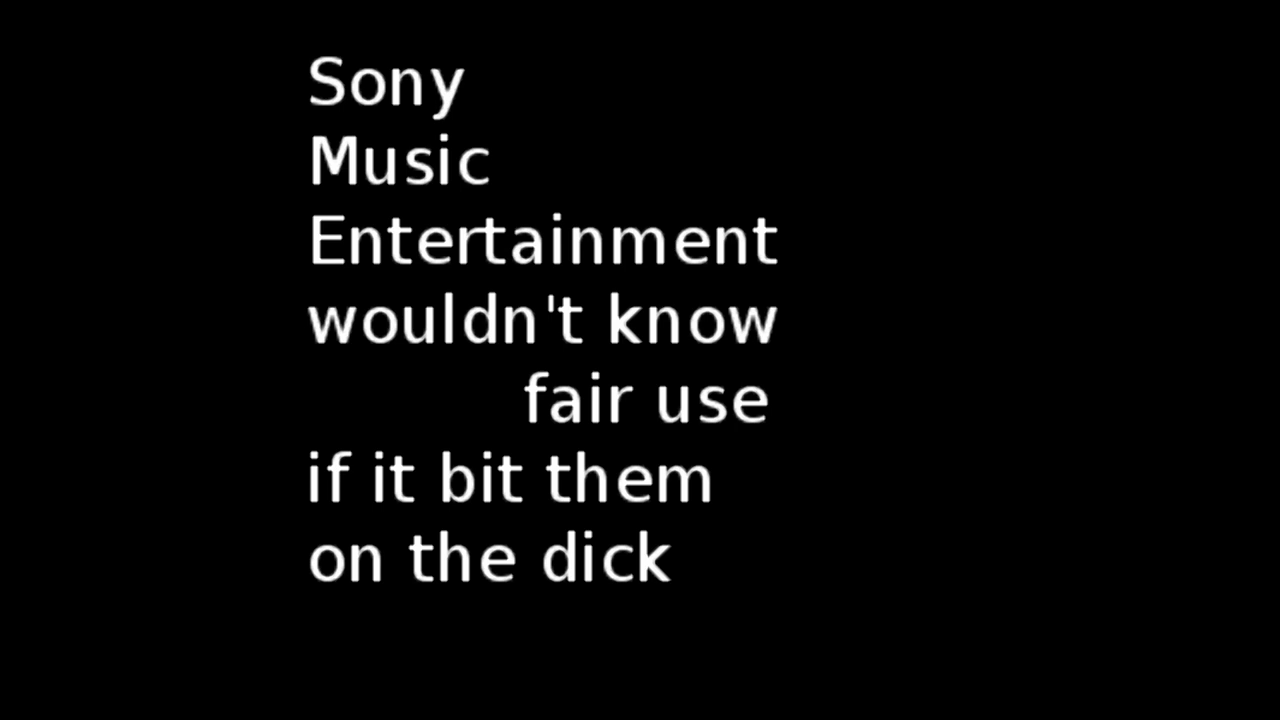 Sony
Music
Entertainment
wouldn't know
fair use
if it bit them
on the dick